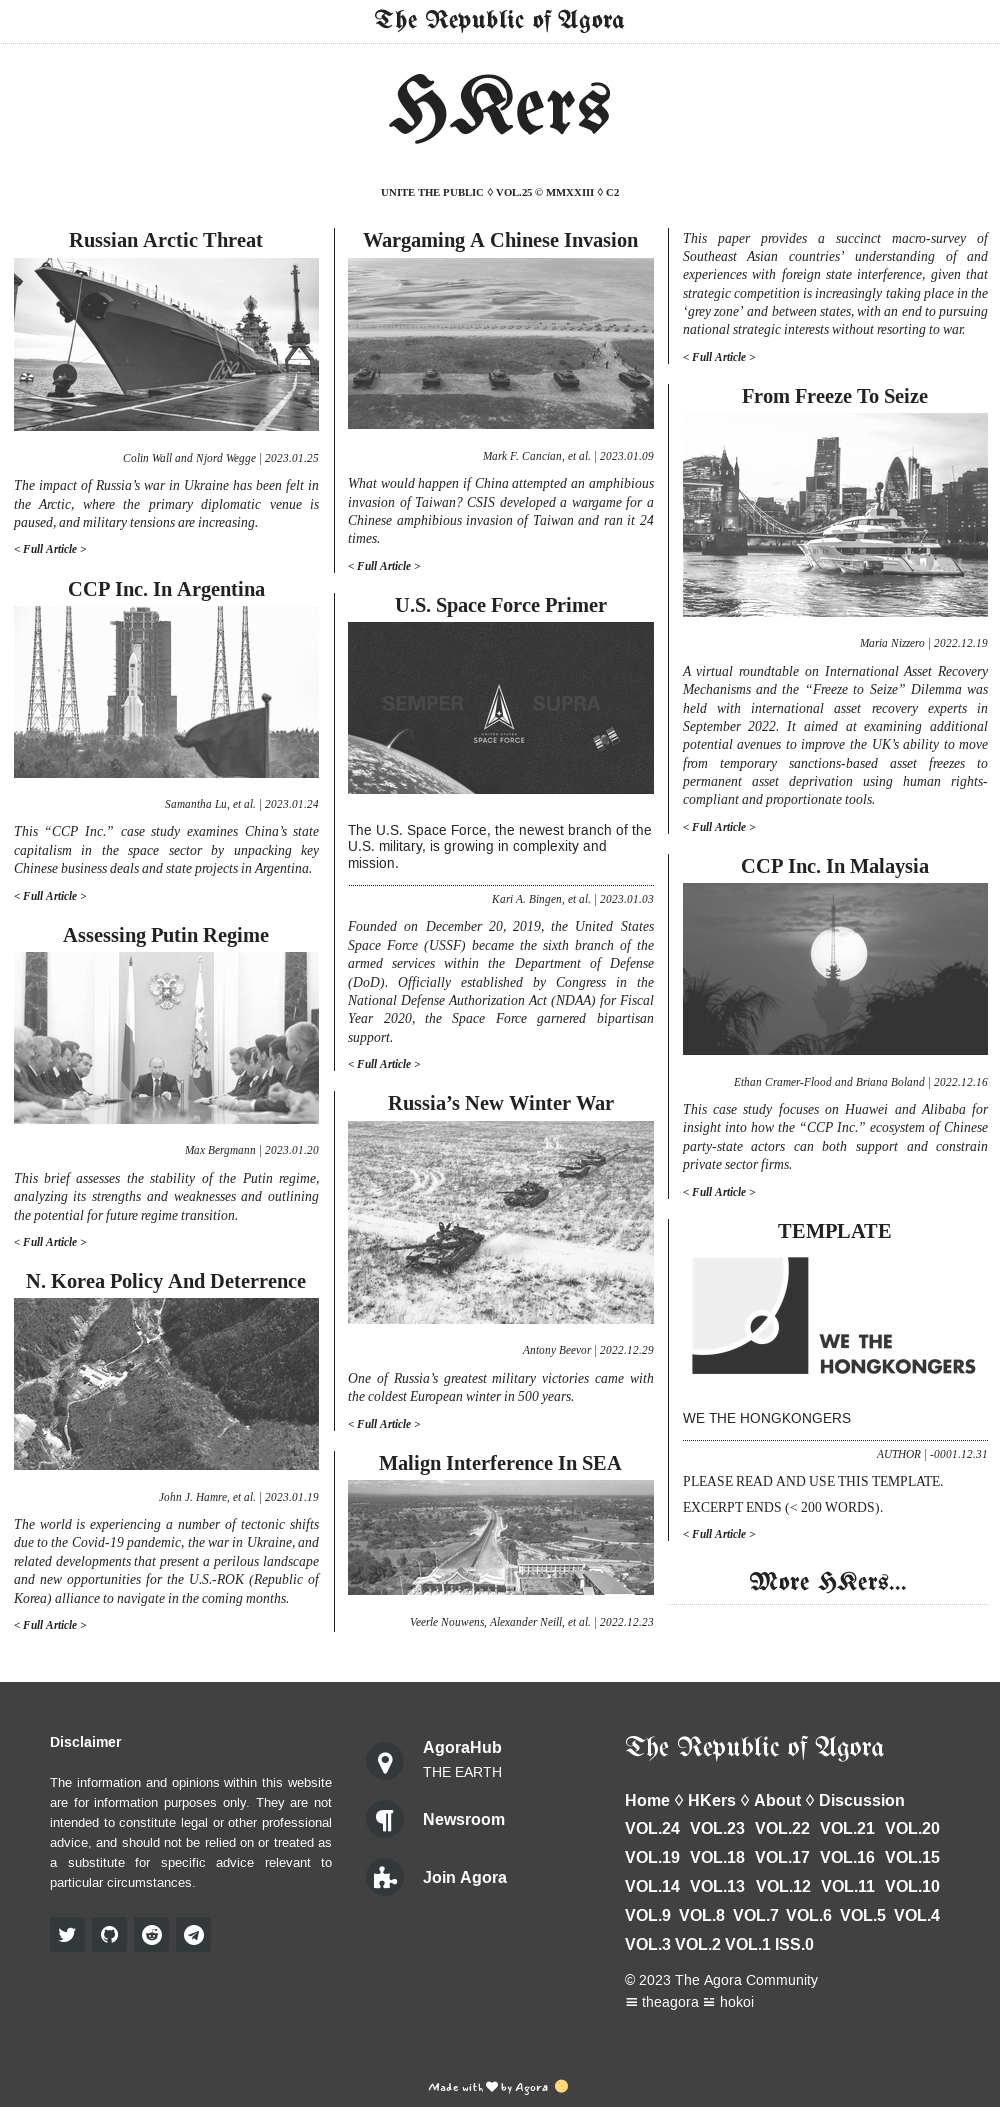 The Republic of Agora
HKers
UNITE THE PUBLIC ◊ VOL.25 © MMXXIII ◊ C2
Russian Arctic Threat
Colin Wall and Njord Wegge | 2023.01.25
The impact of Russia’s war in Ukraine has been felt in
the Arctic, where the primary diplomatic venue is
paused, and military tensions are increasing.
< Full Article >
CCP Inc. In Argentina
Samantha Lu, et al. | 2023.01.24
This “CCP Inc.” case study examines China’s state
capitalism in the space sector by unpacking key
Chinese business deals and state projects in Argentina.
< Full Article >
Assessing Putin Regime
Max Bergmann | 2023.01.20
This brief assesses the stability of the Putin regime,
analyzing its strengths and weaknesses and outlining
the potential for future regime transition.
< Full Article >
N. Korea Policy And Deterrence
John J. Hamre, et al. | 2023.01.19
The world is experiencing a number of tectonic shifts
due to the Covid-19 pandemic, the war in Ukraine, and
related developments that present a perilous landscape
and new opportunities for the U.S.-ROK (Republic of
Korea) alliance to navigate in the coming months.
< Full Article >
Wargaming A Chinese Invasion
Mark F. Cancian, et al. | 2023.01.09
What would happen if China attempted an amphibious
invasion of Taiwan? CSIS developed a wargame for a
Chinese amphibious invasion of Taiwan and ran it 24
times.
< Full Article >
U.S. Space Force Primer
SEMPER SUPRA
UNITED STATES
SPACE FORCE
The U.S. Space Force, the newest branch of the
U.S. military, is growing in complexity and
mission.
Kari A. Bingen, et al. | 2023.01.03
Founded on December 20, 2019, the United States
Space Force (USSF) became the sixth branch of the
armed services within the Department of Defense
(DoD). Officially established by Congress in the
National Defense Authorization Act (NDAA) for Fiscal
Year 2020, the Space Force garnered bipartisan
support.
< Full Article >
Russia’s New Winter War
Antony Beevor | 2022.12.29
One of Russia’s greatest military victories came with
the coldest European winter in 500 years.
< Full Article >
Malign Interference In SEA
Veerle Nouwens, Alexander Neill, et al. | 2022.12.23
This paper provides a succinct macro-survey of
Southeast Asian countries’ understanding of and
experiences with foreign state interference, given that
strategic competition is increasingly taking place in the
‘grey zone’ and between states, with an end to pursuing
national strategic interests without resorting to war.
< Full Article >
From Freeze To Seize
Maria Nizzero | 2022.12.19
A virtual roundtable on International Asset Recovery
Mechanisms and the “Freeze to Seize” Dilemma was
held with international asset recovery experts in
September 2022. It aimed at examining additional
potential avenues to improve the UK’s ability to move
from temporary sanctions-based asset freezes to
permanent asset deprivation using human rights-
compliant and proportionate tools.
< Full Article >
CCP Inc. In Malaysia
Ethan Cramer-Flood and Briana Boland | 2022.12.16
This case study focuses on Huawei and Alibaba for
insight into how the “CCP Inc.” ecosystem of Chinese
party-state actors can both support and constrain
private sector firms.
< Full Article >
TEMPLATE
WE THE
HONGKONGERS
WE THE HONGKONGERS
AUTHOR | -0001.12.31
PLEASE READ AND USE THIS TEMPLATE.
EXCERPT ENDS (< 200 WORDS).
< Full Article >
More HKers...
Disclaimer
The information and opinions within this website
are for information purposes only. They are not
intended to constitute legal or other professional
advice, and should not be relied on or treated as
a substitute for specific advice relevant to
particular circumstances.
AgoraHub
THE EARTH
Newsroom
Join Agora
The Republic of Agora
Home ◊ HKers ◊ About ◊ Discussion
VOL.24 VOL.23 VOL.22 VOL.21 VOL.20
VOL.19 VOL.18 VOL.17 VOL.16 VOL.15
VOL.14 VOL.13 VOL.12 VOL.11 VOL.10
VOL.9 VOL.8 VOL.7 VOL.6 VOL.5 VOL.4
VOL.3 VOL.2 VOL.1 ISS.0
© 2023 The Agora Community
𝌆 theagora 𝌎 hokoi
Made with ♥ by Agora